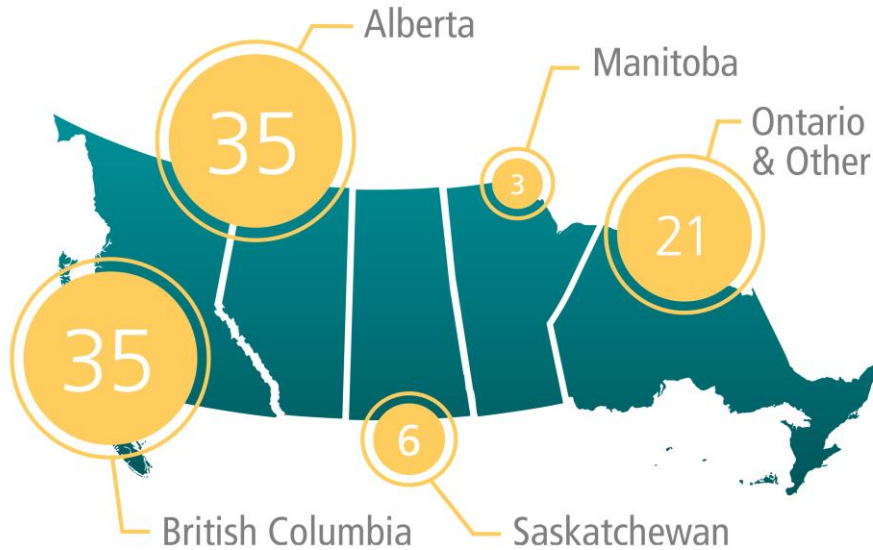 Alberta
35
Manitoba
3
Ontario
& Other
21
35
6
British Columbia
Saskatchewan